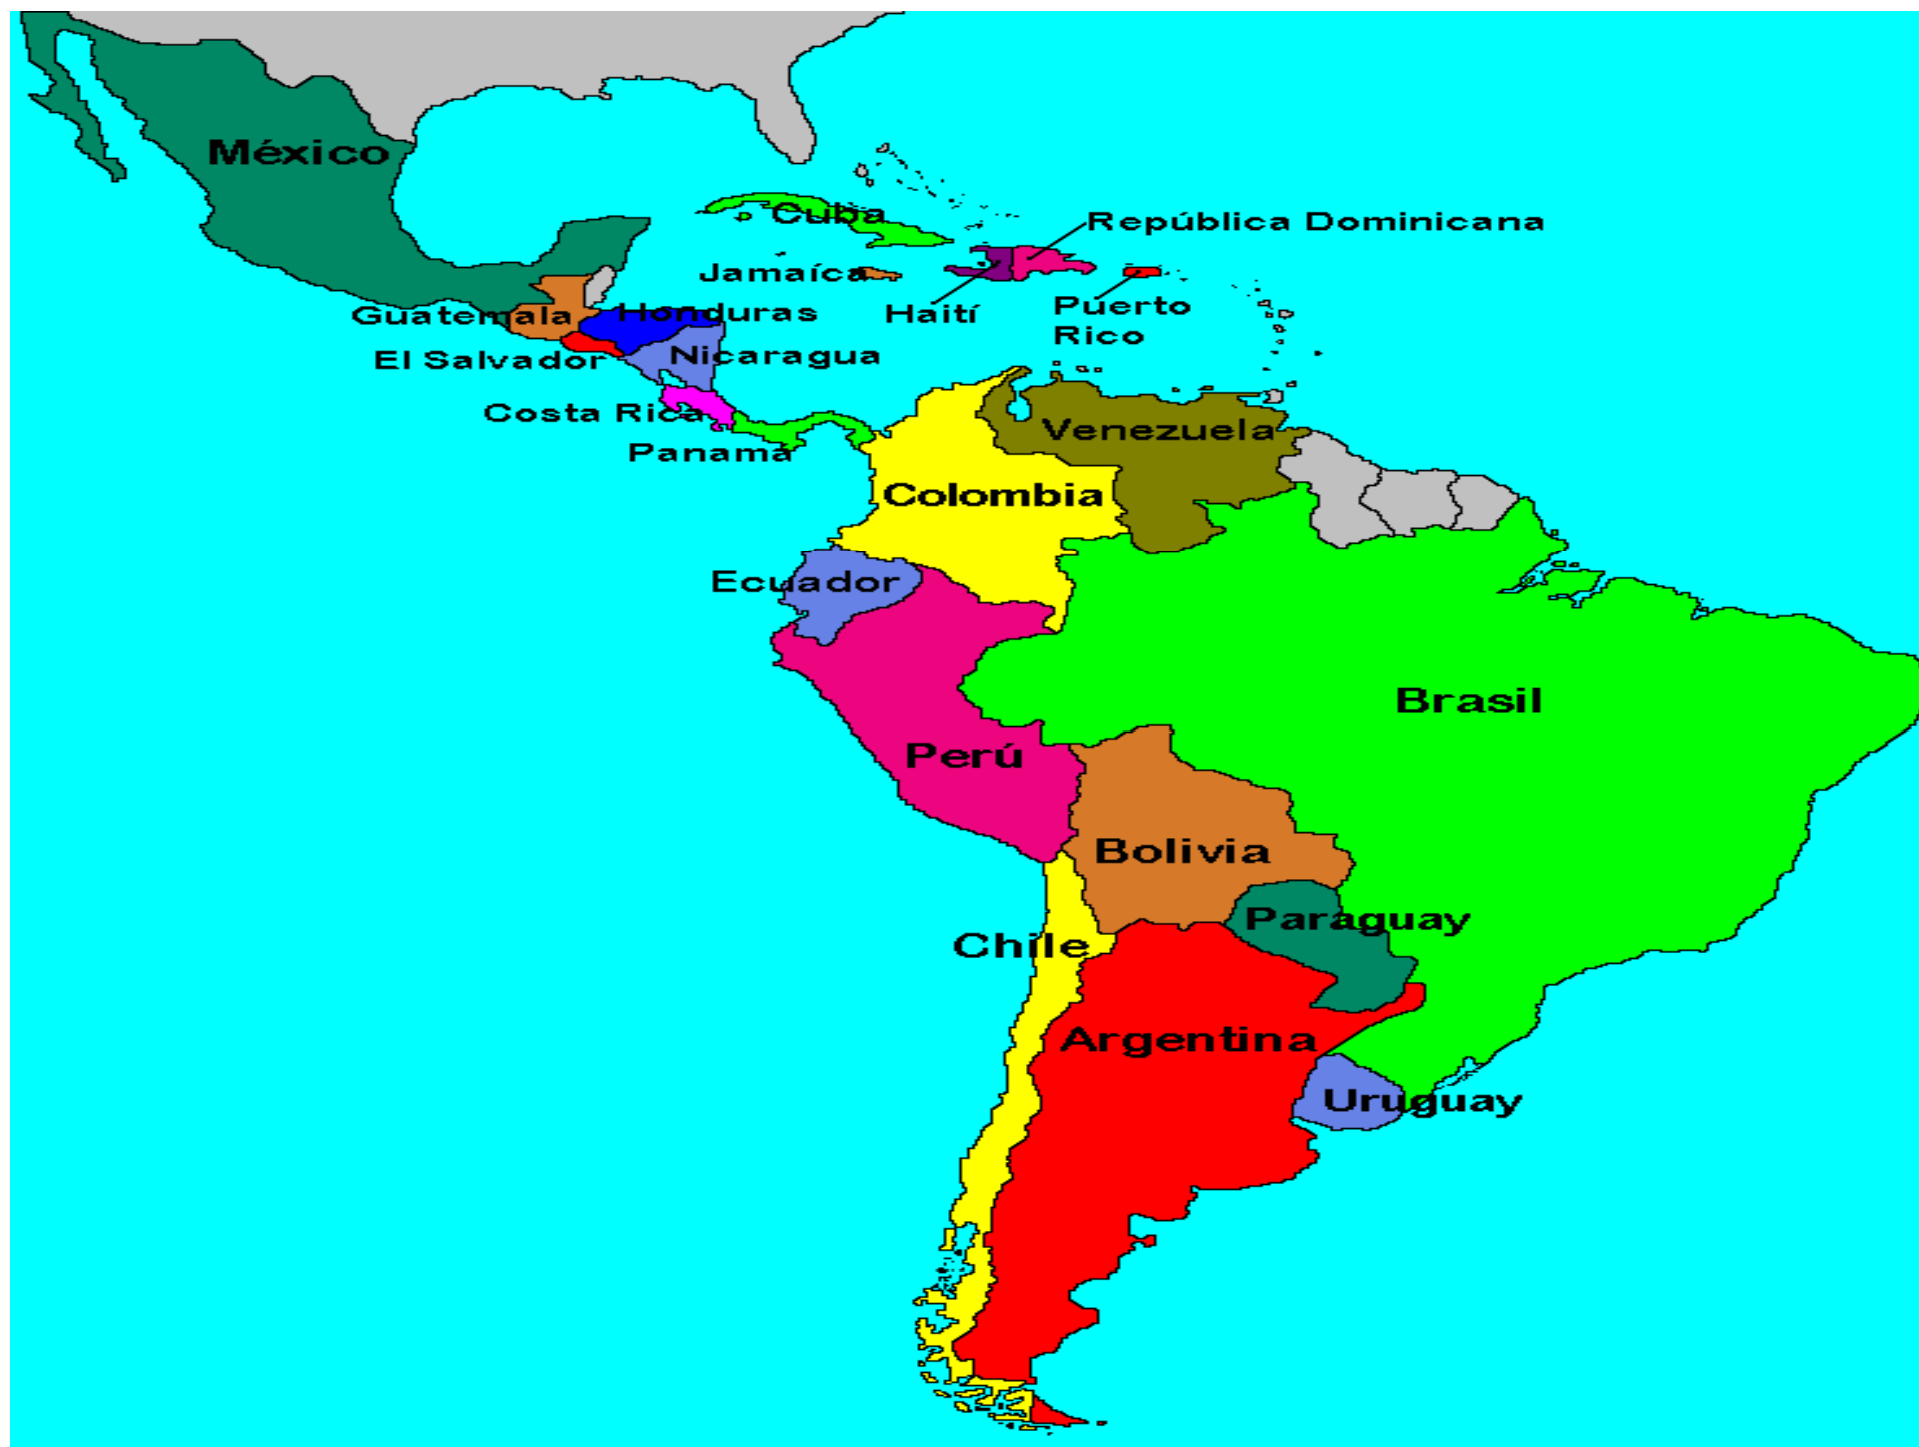 México
Cuba
República Dominicana
Jamaíca
Haití
Puerto
Rico
Guatemala
Honduras
El Salvador
Nicaragua
Costa Rica
Panamá
Venezuela
Colombia
Ecuador
Brasil
Perú
Bolivia
Paraguay
Chile
Argentina
Uruguay